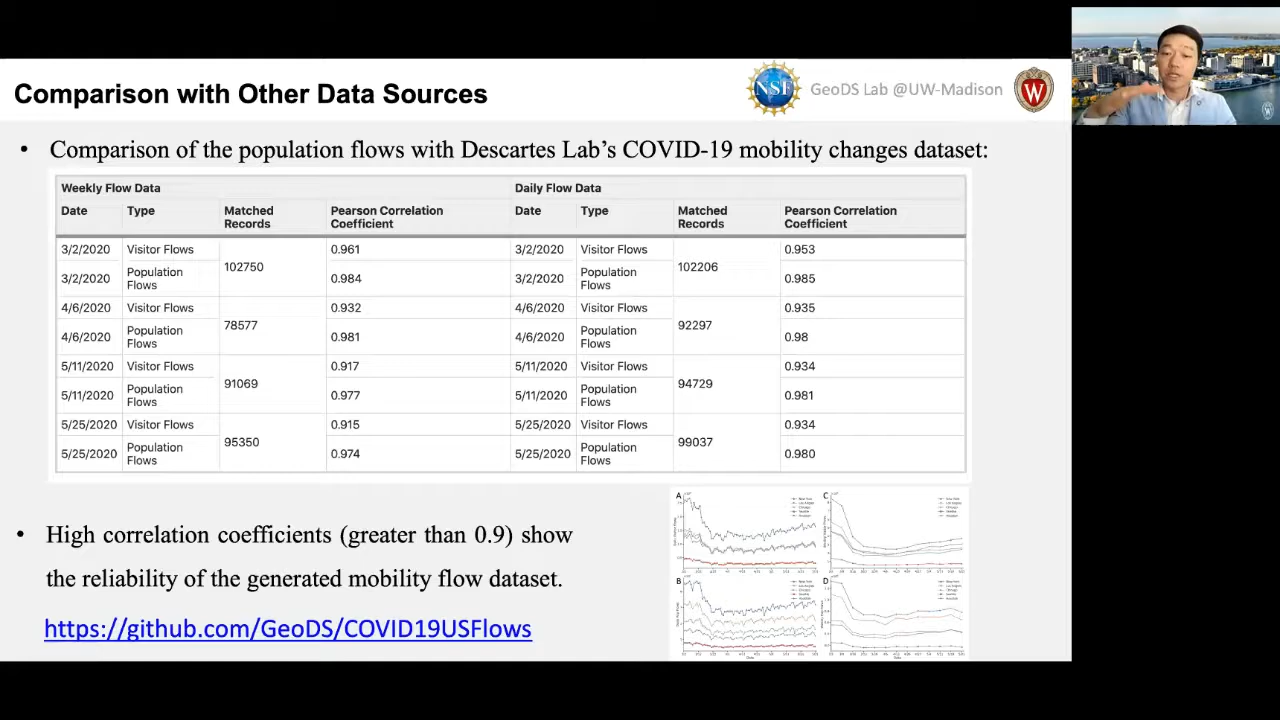 Comparison with Other Data Sources
NSF
GeoDS Lab @UW-Madison
W
• Comparison of the population flows with Descartes Lab's COVID-19 mobility changes dataset:
Weekly Flow Data Daily Flow Data
Date Type Matched Records Pearson Correlation Coefficient Date Type Matched Records Pearson Correlation Coefficient
3/2/2020 Visitor Flows 102750 0.961 3/2/2020 Visitor Flows 102206 0.953
3/2/2020 Population Flows 0.984 3/2/2020 Population Flows 0.985
4/6/2020 Visitor Flows 78577 0.932 4/6/2020 Visitor Flows 92297 0.935
4/6/2020 Population Flows 0.981 4/6/2020 Population Flows 0.98
5/11/2020 Visitor Flows 91069 0.917 5/11/2020 Visitor Flows 94729 0.934
5/11/2020 Population Flows 0.977 5/11/2020 Population Flows 0.981
5/25/2020 Visitor Flows 95350 0.915 5/25/2020 Visitor Flows 99037 0.934
5/25/2020 Population Flows 0.974 5/25/2020 Population Flows 0.980
• High correlation coefficients (greater than 0.9) show
the reliability of the generated mobility flow dataset.
https://github.com/GeoDS/COVID19USFlows
A
C
B
D